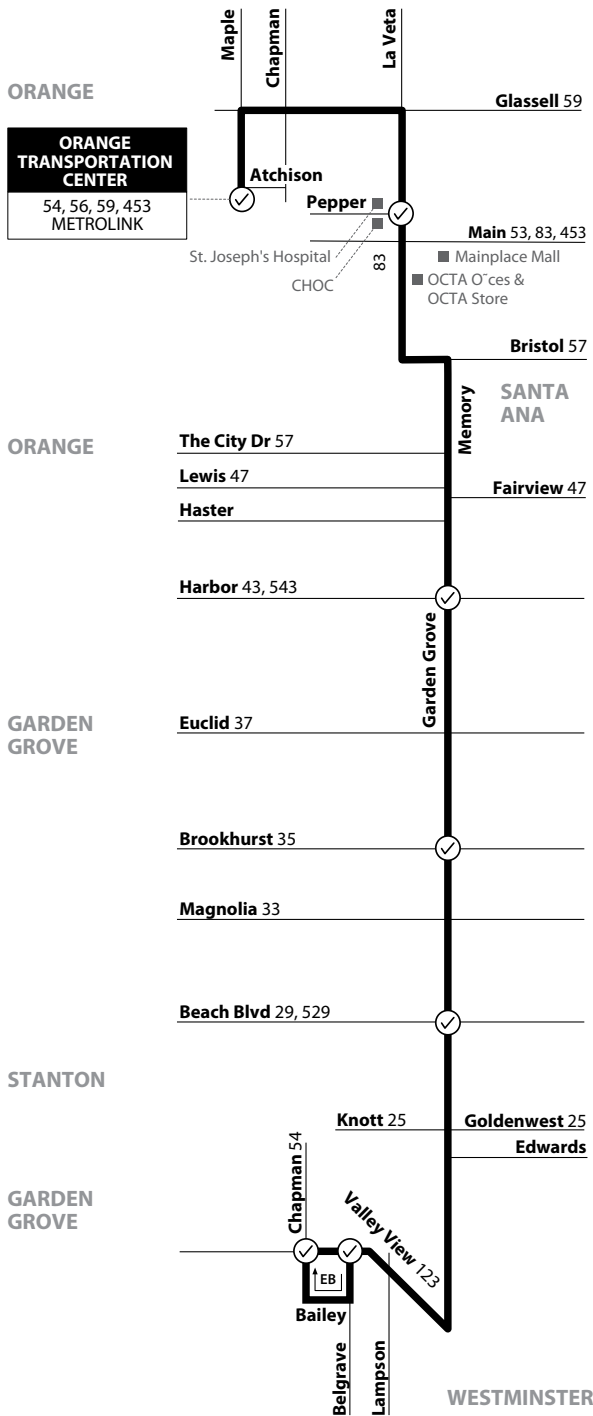 Maple
Chapman
La Veta
ORANGE
Glassell 59
ORANGE
TRANSPORTATION
CENTER
54, 56, 59, 453
METROLINK
Atchison
Pepper
Main 53, 83, 453
St. Joseph's Hospital
83
Mainplace Mall
CHOC
OCTA O˜ces &
OCTA Store
Bristol 57
Memory
SANTA
ANA
ORANGE
The City Dr 57
Lewis 47
Fairview 47
Haster
Harbor 43, 543
Garden Grove
GARDEN
GROVE
Euclid 37
Brookhurst 35
Magnolia 33
Beach Blvd 29, 529
STANTON
Knott 25
Goldenwest 25
Edwards
Chapman 54
GARDEN
GROVE
Valley View 123
EB
Bailey
Belgrave
Lampson
WESTMINSTER